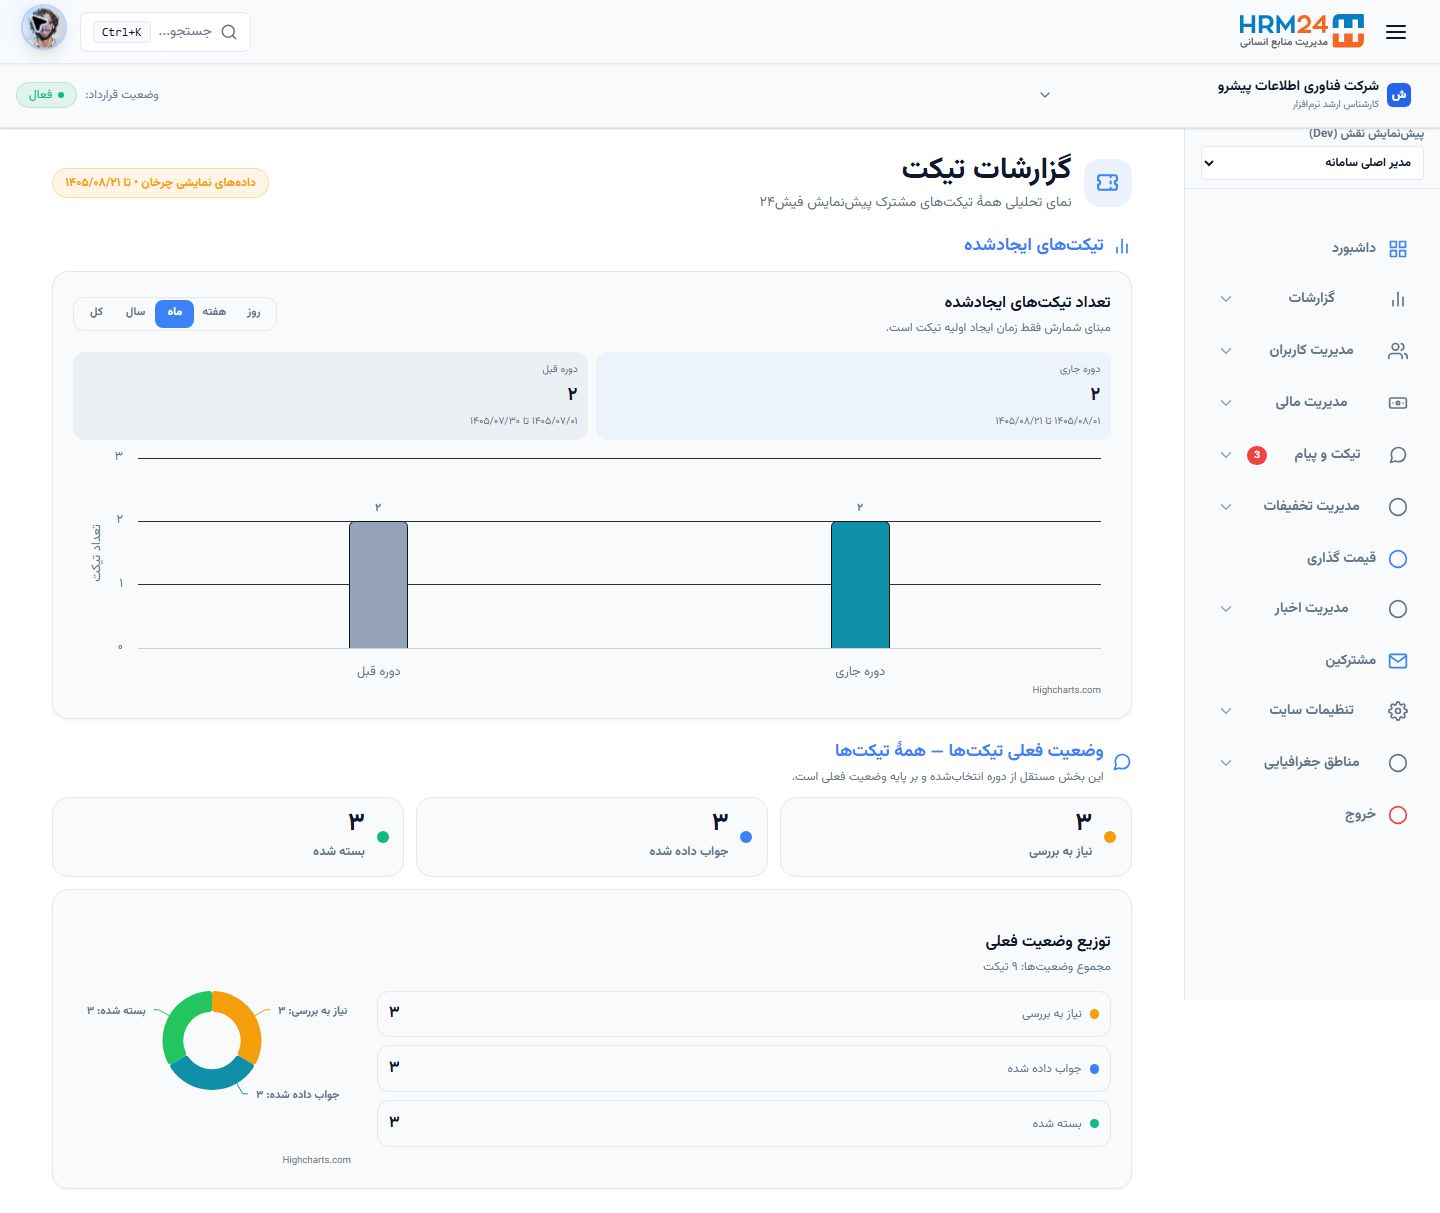 HRM24
مدیریت منابع انسانی
جستجو...
Ctrl+K
ش
شرکت فناوری اطلاعات پیشرو
کارشناس ارشد نرم‌افزار
وضعیت قرارداد:
فعال
پیش‌نمایش نقش (Dev)
مدیر اصلی سامانه
داشبورد
گزارشات
مدیریت کاربران
مدیریت مالی
تیکت و پیام
3
مدیریت تخفیفات
قیمت گذاری
مدیریت اخبار
مشترکین
تنظیمات سایت
مناطق جغرافیایی
خروج
گزارشات تیکت
نمای تحلیلی همهٔ تیکت‌های مشترک پیش‌نمایش فیش۲۴
داده‌های نمایشی چرخان • تا ۱۴۰۵/۰۸/۲۱
تیکت‌های ایجادشده
تعداد تیکت‌های ایجادشده
مبنای شمارش فقط زمان ایجاد اولیه تیکت است.
روز
هفته
ماه
سال
کل
دوره جاری
۲
۱۴۰۵/۰۸/۰۱ تا ۱۴۰۵/۰۸/۲۱
دوره قبل
۲
۱۴۰۵/۰۷/۰۱ تا ۱۴۰۵/۰۷/۳۰
تعداد تیکت
۳
۲
۱
۰
۲
۲
دوره جاری
دوره قبل
Highcharts.com
وضعیت فعلی تیکت‌ها — همهٔ تیکت‌ها
این بخش مستقل از دوره انتخاب‌شده و بر پایه وضعیت فعلی است.
۳
نیاز به بررسی
۳
جواب داده شده
۳
بسته شده
توزیع وضعیت فعلی
مجموع وضعیت‌ها: ۹ تیکت
نیاز به بررسی
۳
جواب داده شده
۳
بسته شده
۳
نیاز به بررسی: ۳
بسته شده: ۳
جواب داده شده: ۳
Highcharts.com